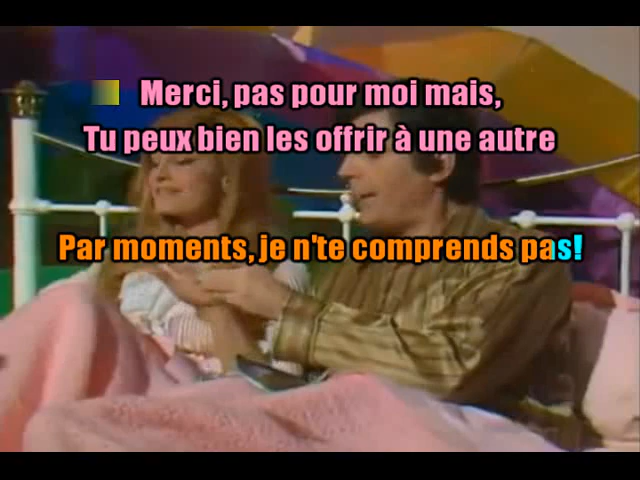 Merci, pas pour moi mais,
Tu peux bien les offrir à une autre
Par moments, je n'te comprends pas!